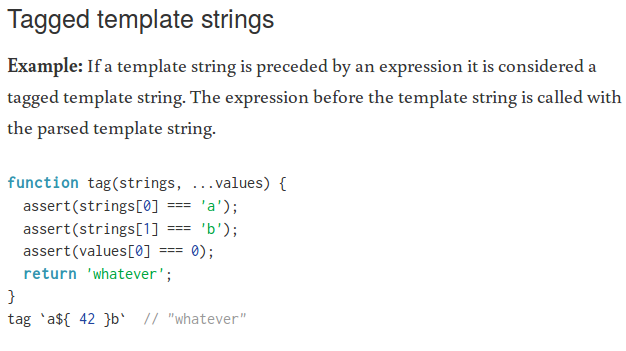 Tagged template strings
Example: If a template string is preceded by an expression it is considered a
tagged template string. The expression before the template string is called with
the parsed template string.
function tag(strings, ...values) {
  assert(strings[0] === 'a');
  assert(strings[1] === 'b');
  assert(values[0] === 0);
  return 'whatever';
}
tag `a${ 42 }b`  // "whatever"